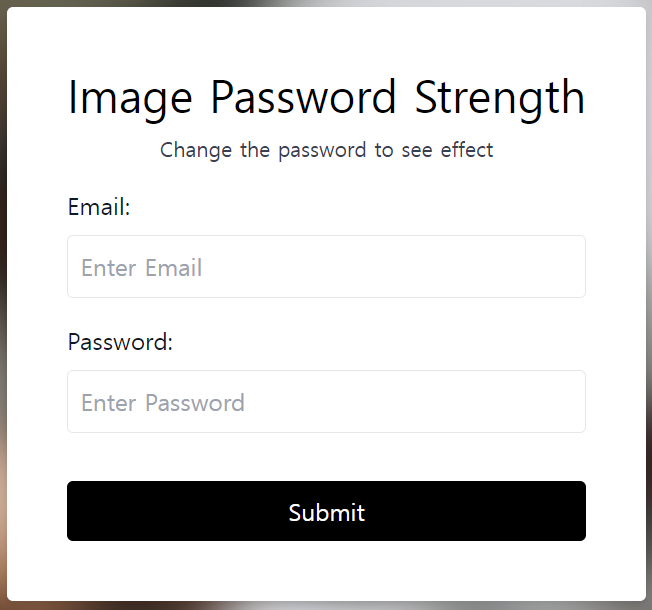 Image Password Strength
Change the password to see effect
Email:
Enter Email
Password:
Enter Password
Submit